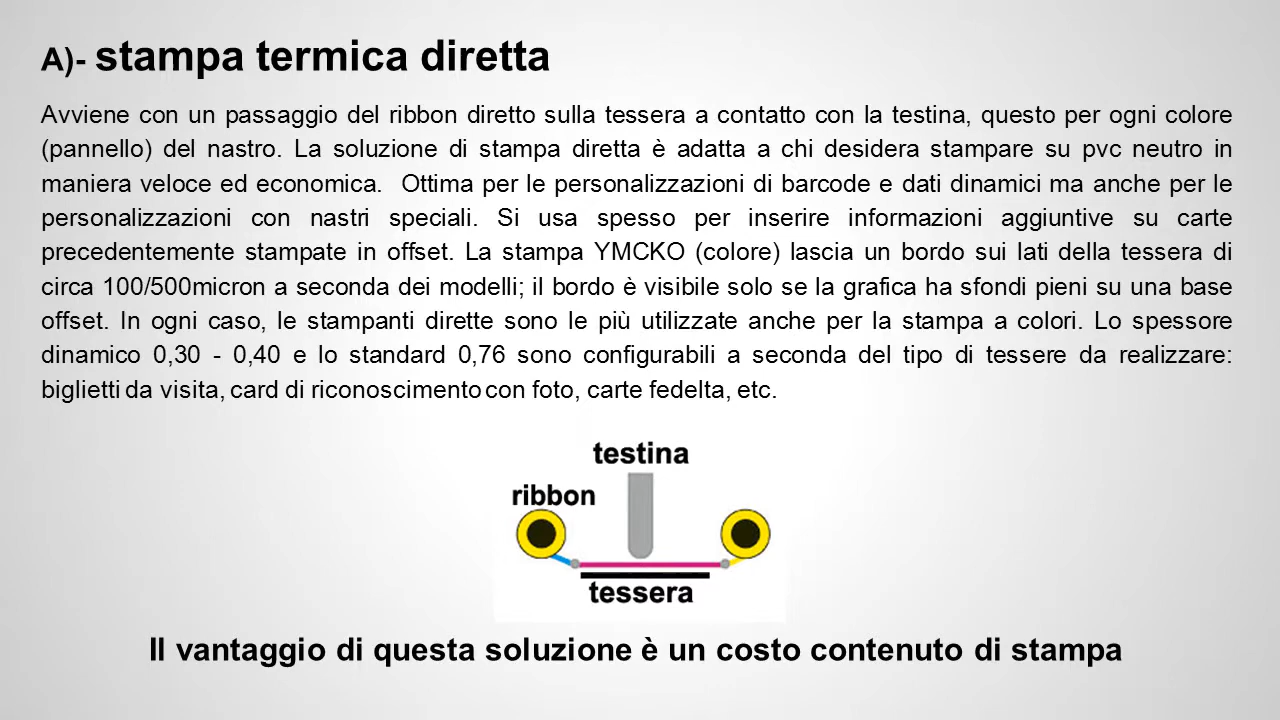 A)- stampa termica diretta
Avviene con un passaggio del ribbon diretto sulla tessera a contatto con la testina, questo per ogni colore
(pannello) del nastro. La soluzione di stampa diretta è adatta a chi desidera stampare su pvc neutro in
maniera veloce ed economica. Ottima per le personalizzazioni di barcode e dati dinamici ma anche per le
personalizzazioni con nastri speciali. Si usa spesso per inserire informazioni aggiuntive su carte
precedentemente stampate in offset. La stampa YMCKO (colore) lascia un bordo sui lati della tessera di
circa 100/500micron a seconda dei modelli; il bordo è visibile solo se la grafica ha sfondi pieni su una base
offset. In ogni caso, le stampanti dirette sono le più utilizzate anche per la stampa a colori. Lo spessore
dinamico 0,30 - 0,40 e lo standard 0,76 sono configurabili a seconda del tipo di tessere da realizzare:
biglietti da visita, card di riconoscimento con foto, carte fedelta, etc.
testina
ribbon
tessera
Il vantaggio di questa soluzione è un costo contenuto di stampa